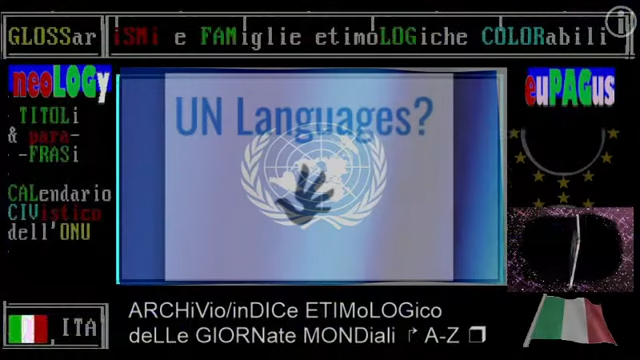 GLOSSar iSMi e FAMiglie etimoLOGiche COLORabili
neoLOGy
euPAGus
UN Languages?
TITOLi
& para-
-FRASi
CALendario
CIVistico
dell'ONU
ITA
ARCHiVio/inDICe ETIMoLOGico
deLLe GIORNate MONDiali ↱ A-Z ❐